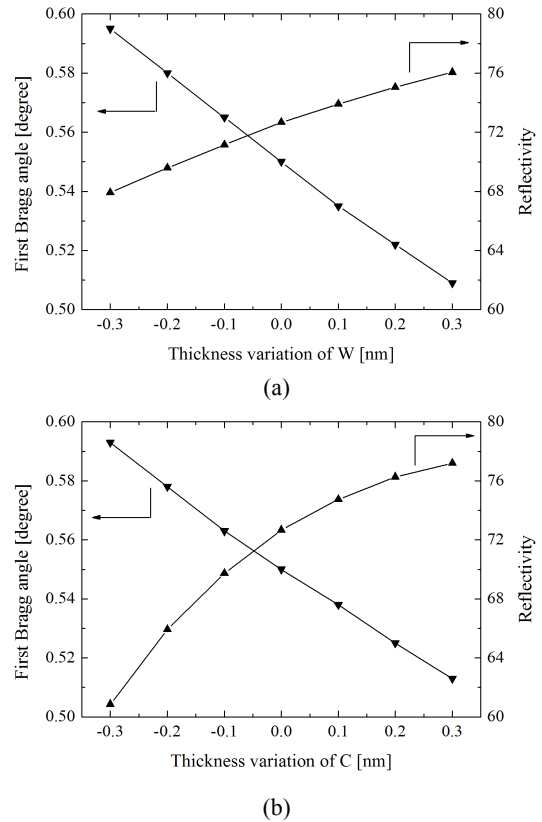 0.60
0.58
0.56
0.54
0.52
0.50
First Bragg angle [degree]
80
76
72
68
64
60
Reflectivity
-0.3 -0.2 -0.1 0.0 0.1 0.2 0.3
Thickness variation of W [nm]
(a)
0.60
0.58
0.56
0.54
0.52
0.50
First Bragg angle [degree]
80
76
72
68
64
60
Reflectivity
-0.3 -0.2 -0.1 0.0 0.1 0.2 0.3
Thickness variation of C [nm]
(b)